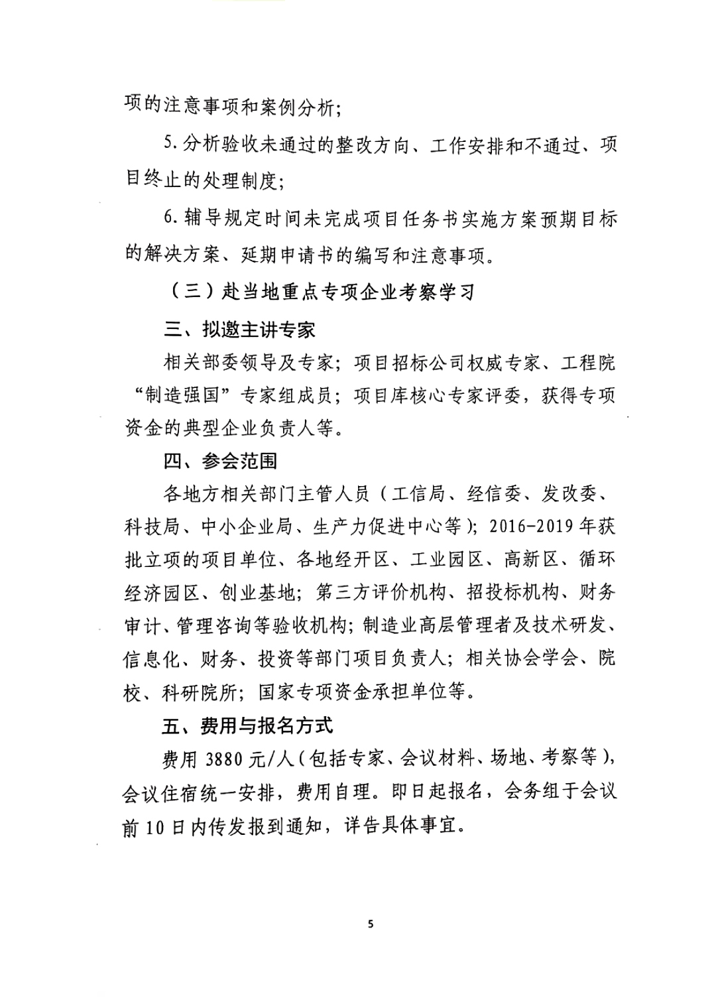 项的注意事项和案例分析；
5.分析验收未通过的整改方向、工作安排和不通过、项
目终止的处理制度；
6.辅导规定时间未完成项目任务书实施方案预期目标
的解决方案、延期申请书的编写和注意事项。
（三）赴当地重点专项企业考察学习
三、拟邀主讲专家
相关部委领导及专家；项目招标公司权威专家、工程院
“制造强国”专家组成员；项目库核心专家评委，获得专项
资金的典型企业负责人等。
四、参会范围
各地方相关部门主管人员（工信局、经信委、发改委、
科技局、中小企业局、生产力促进中心等）；2016-2019 年获
批立项的项目单位、各地经开区、工业园区、高新区、循环
经济园区、创业基地；第三方评价机构、招投标机构、财务
审计、管理咨询等验收机构；制造业高层管理者及技术研发、
信息化、财务、投资等部门项目负责人；相关协会学会、院
校、科研院所；国家专项资金承担单位等。
五、费用与报名方式
费用 3880 元/人（包括专家、会议材料、场地、考察等），
会议住宿统一安排，费用自理。即日起报名，会务组于会议
前 10 日内传发报到通知，详告具体事宜。
5